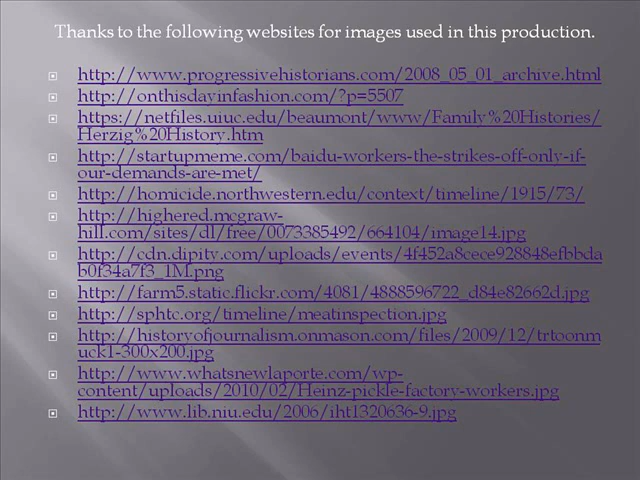 Thanks to the following websites for images used in this production.
http://www.progressivehistorians.com/2008_05_01_archive.html
http://onthisdayinfashion.com/?p=5507
https://netfiles.uiuc.edu/beaumont/www/Family%20Histories/
Herzig%20History.htm
http://startupmeme.com/baidu-workers-the-strikes-off-only-if-
our-demands-are-met/
http://homicide.northwestern.edu/context/timeline/1915/73/
http://highered.mcgraw-
hill.com/sites/dl/free/0073385492/664104/image14.jpg
http://cdn.dipity.com/uploads/events/4f452a8cece928848efbbda
b0f34a7f3_1M.png
http://farm5.static.flickr.com/4081/4888596722_d84e82662d.jpg
http://sphtc.org/timeline/meatinspection.jpg
http://historyofjournalism.onmason.com/files/2009/12/trtoonm
uck1-300x200.jpg
http://www.whatsnewlaporte.com/wp-
content/uploads/2010/02/Heinz-pickle-factory-workers.jpg
http://www.lib.niu.edu/2006/iht1320636-9.jpg